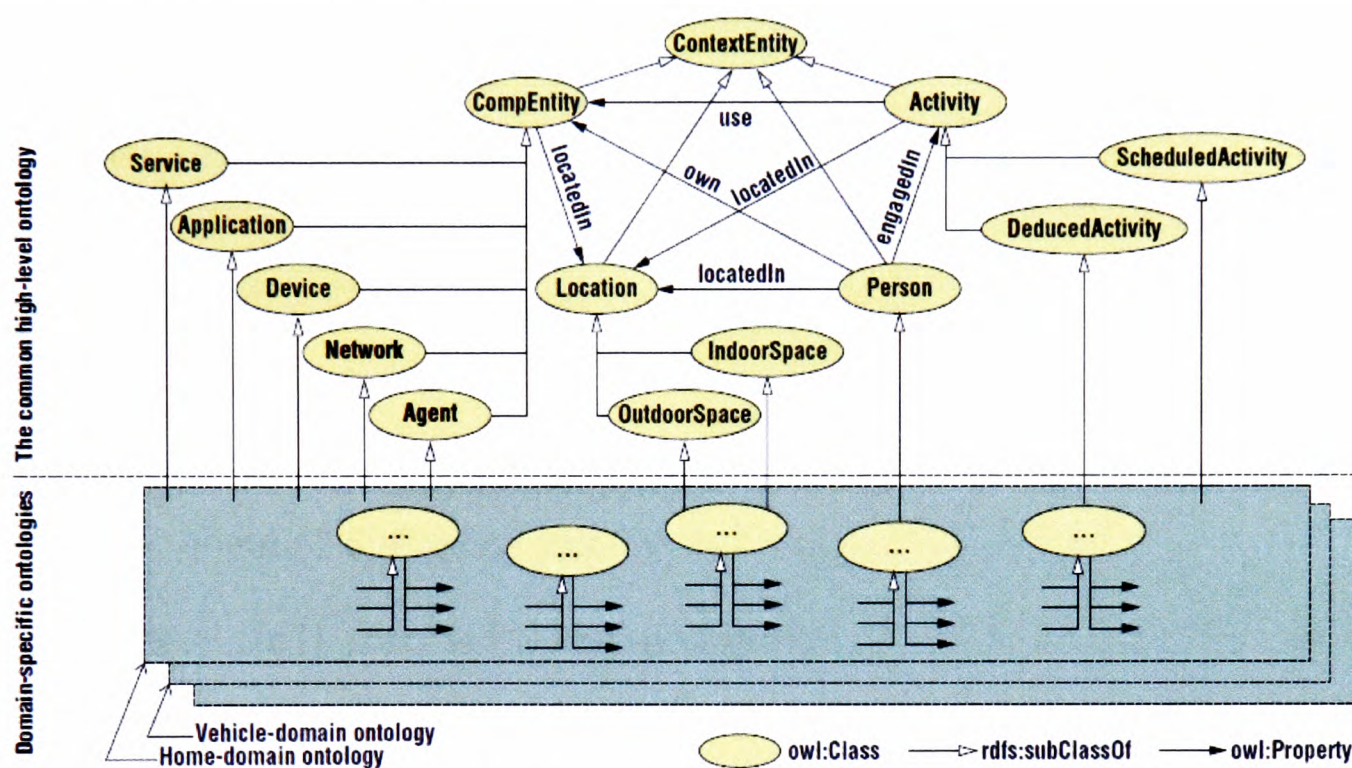 ContextEntity
CompEntity
Activity
use
Service
ScheduledActivity
locatedIn
own
locatedIn
engagedIn
Application
DeducedActivity
Device
Location
locatedIn
Person
Network
IndoorSpace
Agent
OutdoorSpace
The common high-level ontology
Domain-specific ontologies
...
...
...
...
...
Vehicle-domain ontology
Home-domain ontology
owl:Class
rdfs:subClassOf
owl:Property